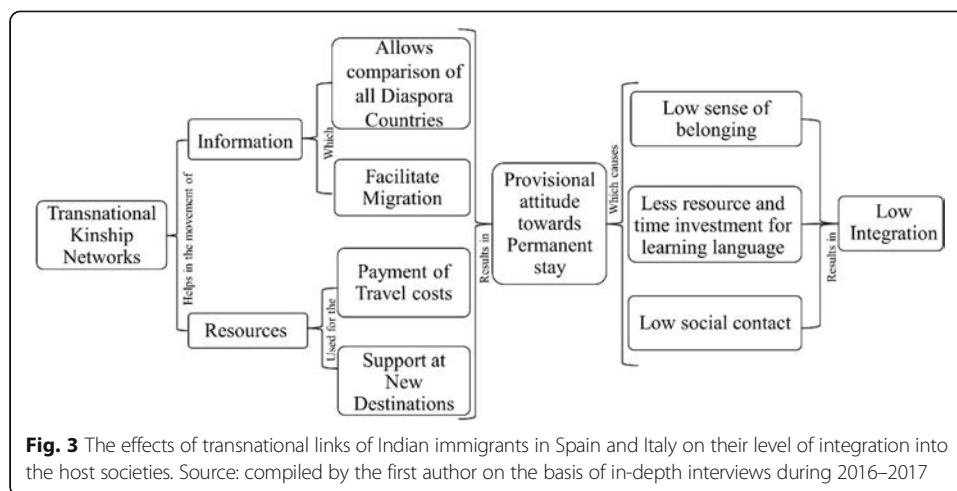 Transnational
Kinship
Networks
Helps in the movement of
Information
Resources
Which
Used for the
Allows
comparison of
all Diaspora
Countries
Facilitate
Migration
Payment of
Travel costs
Support at
New
Destinations
Results in
Provisional
attitude
towards
Permanent
stay
Which causes
Low sense of
belonging
Less resource and
time investment for
learning language
Low social contact
Results in
Low
Integration
Fig. 3 The effects of transnational links of Indian immigrants in Spain and Italy on their level of integration into
the host societies. Source: compiled by the first author on the basis of in-depth interviews during 2016–2017